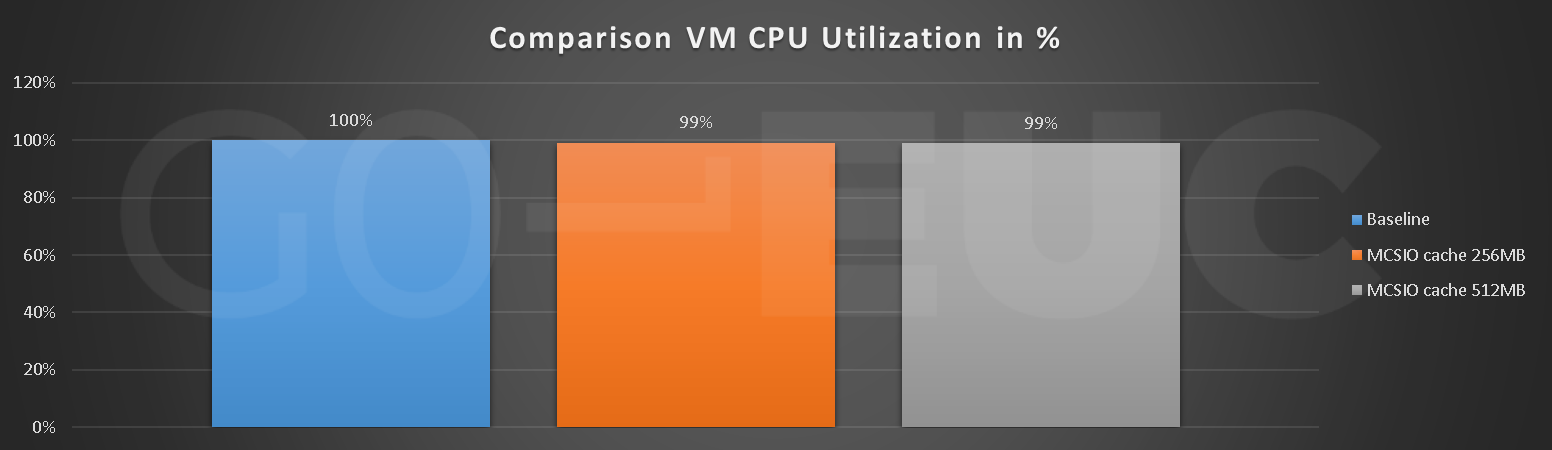 Comparison VM CPU Utilization in %
120%
100%
80%
60%
40%
20%
0%
100%
99%
99%
Baseline
MCSIO cache 256MB
MCSIO cache 512MB
GO-EUC